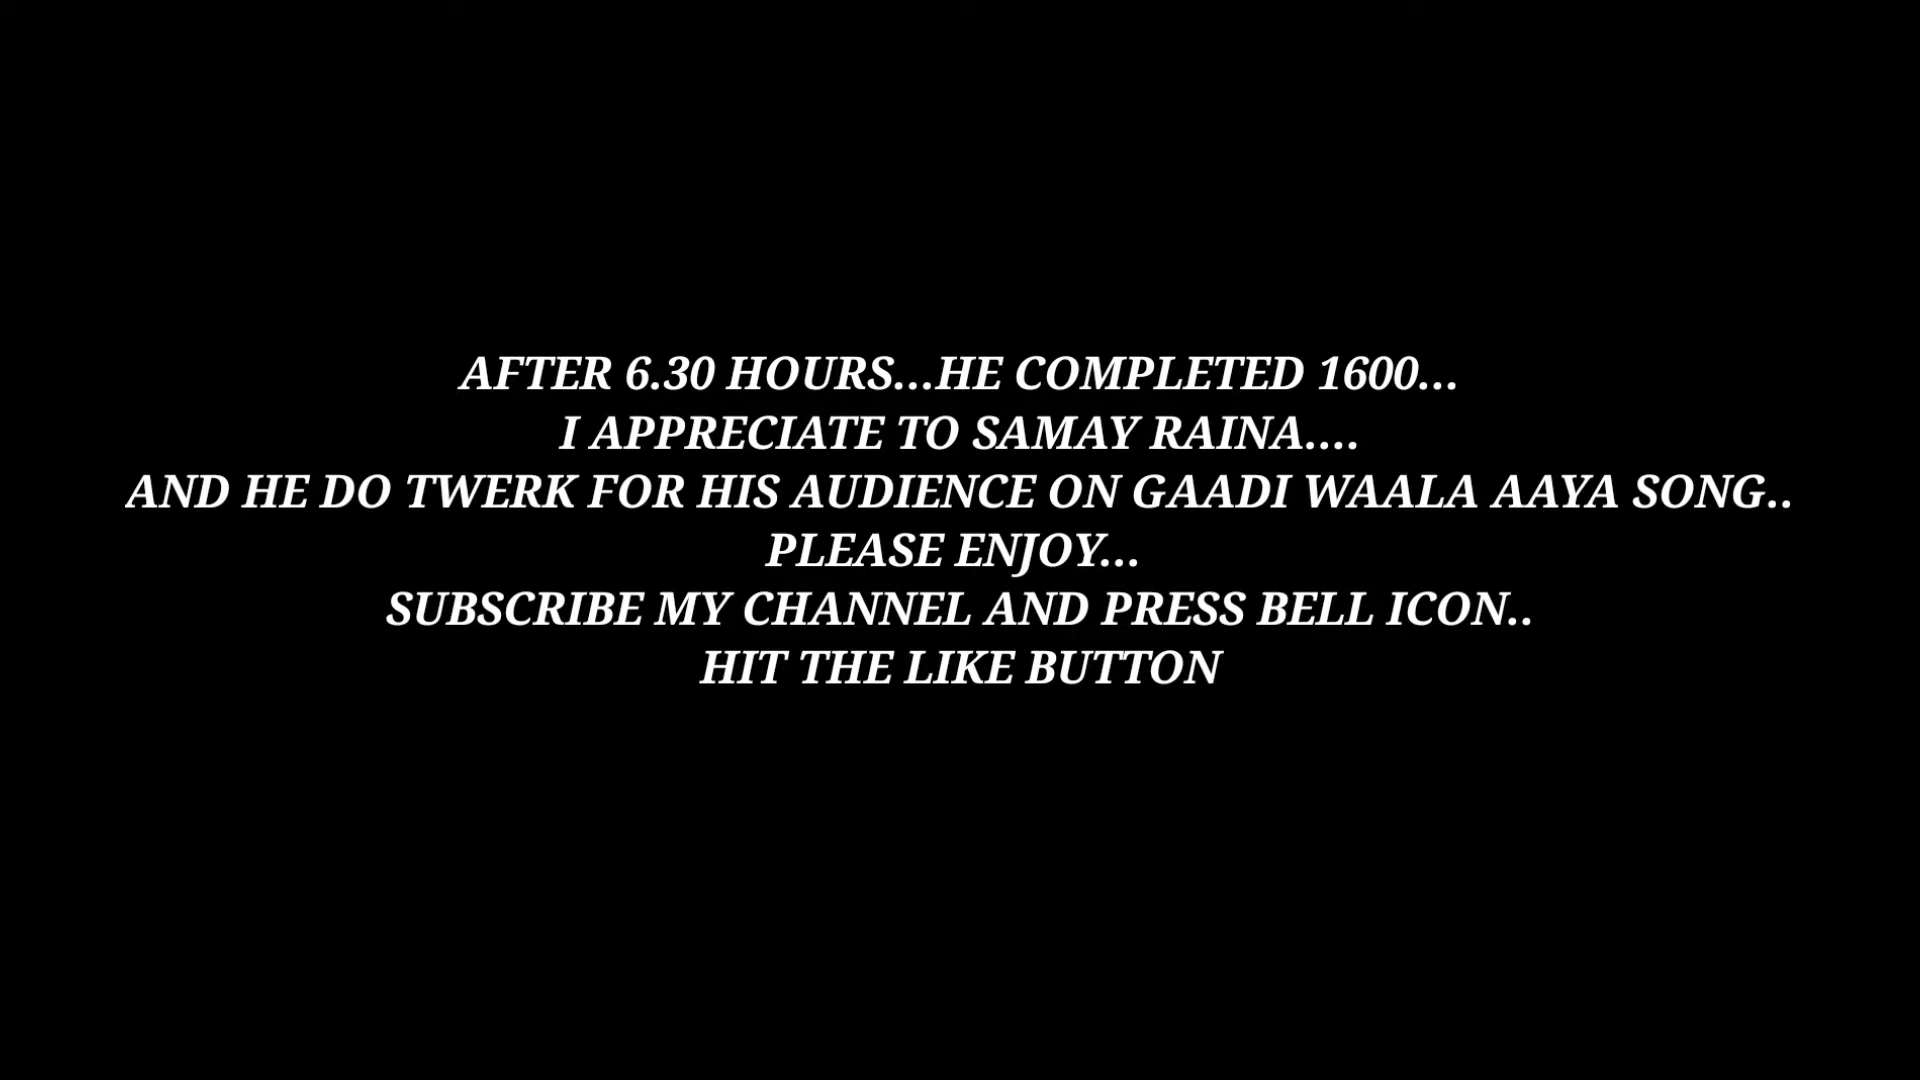 AFTER 6.30 HOURS...HE COMPLETED 1600...
I APPRECIATE TO SAMAY RAINA....
AND HE DO TWERK FOR HIS AUDIENCE ON GAADI WAALA AAYA SONG..
PLEASE ENJOY...
SUBSCRIBE MY CHANNEL AND PRESS BELL ICON..
HIT THE LIKE BUTTON